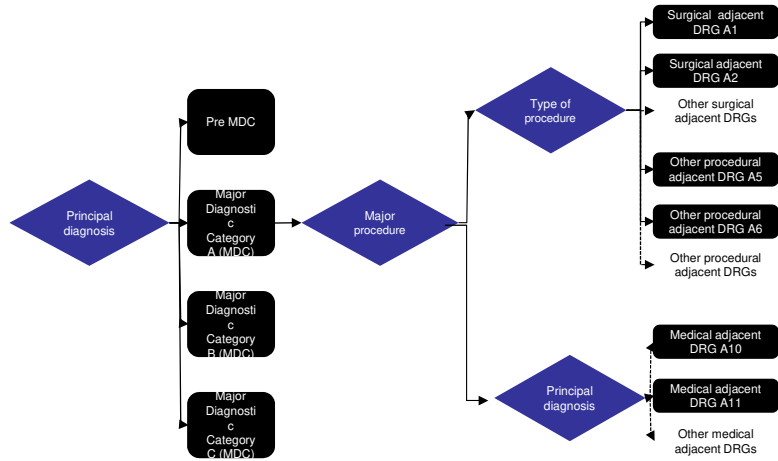 Surgical adjacent
DRG A1
Surgical adjacent
DRG A2
Other surgical
adjacent DRGs
Type of
procedure
Pre MDC
Other procedural
adjacent DRG A5
Other procedural
adjacent DRG A6
Other procedural
adjacent DRGs
Principal
diagnosis
Major
Diagnosti
c
Category
A (MDC)
Major
procedure
Major
Diagnosti
c
Category
B (MDC)
Major
Diagnosti
c
Category
C (MDC)
Principal
diagnosis
Medical adjacent
DRG A10
Medical adjacent
DRG A11
Other medical
adjacent DRGs